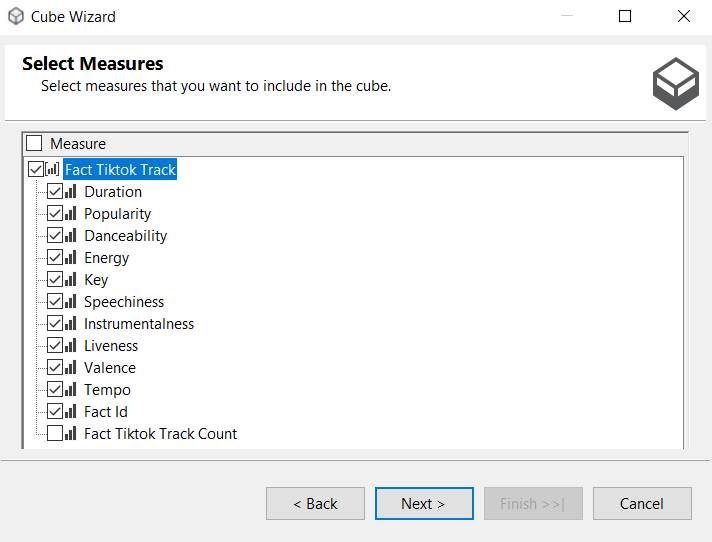 Cube Wizard
Select Measures
Select measures that you want to include in the cube.
Measure
Fact Tiktok Track
Duration
Popularity
Danceability
Energy
Key
Speechiness
Instrumentalness
Liveness
Valence
Tempo
Fact Id
Fact Tiktok Track Count
< Back Next > Finish >>| Cancel